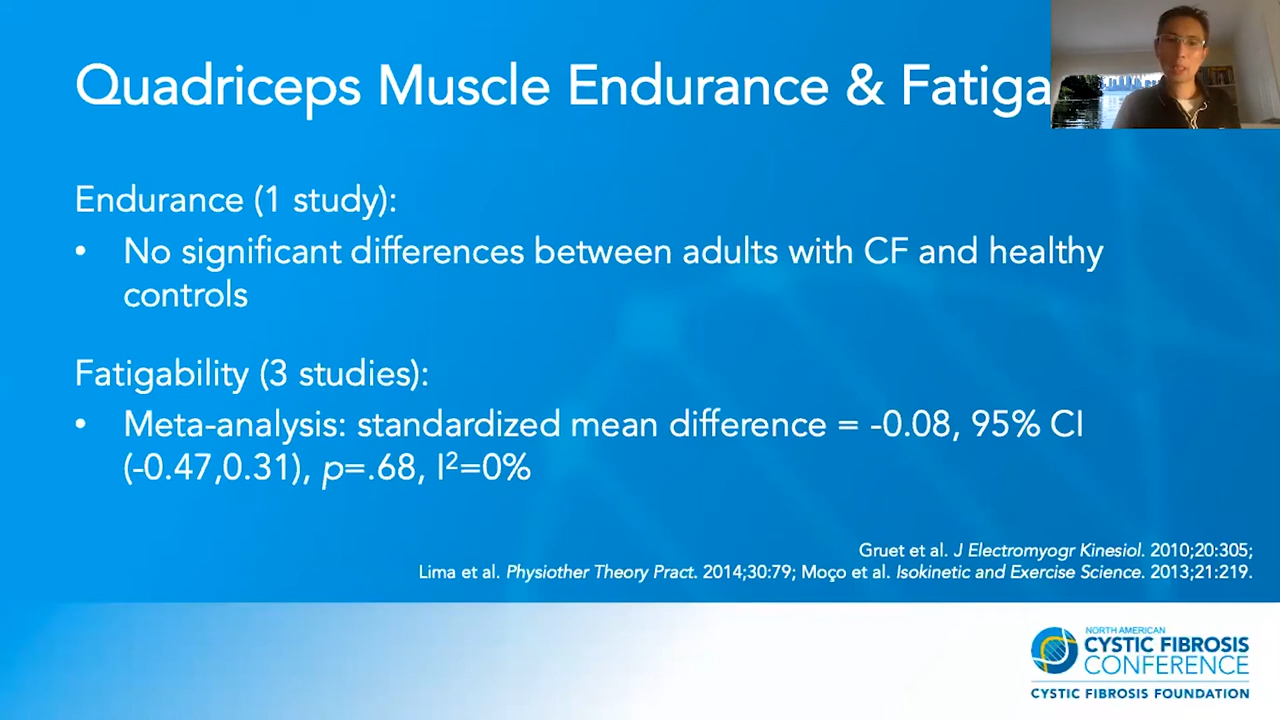 Quadriceps Muscle Endurance & Fatiga
Endurance (1 study):
• No significant differences between adults with CF and healthy
controls
Fatigability (3 studies):
• Meta-analysis: standardized mean difference = -0.08, 95% CI
(-0.47,0.31), p=.68, I²=0%
Gruet et al. J Electromyogr Kinesiol. 2010;20:305;
Lima et al. Physiother Theory Pract. 2014;30:79; Moço et al. Isokinetic and Exercise Science. 2013;21:219.
NORTH AMERICAN
CYSTIC FIBROSIS
CONFERENCE
CYSTIC FIBROSIS FOUNDATION